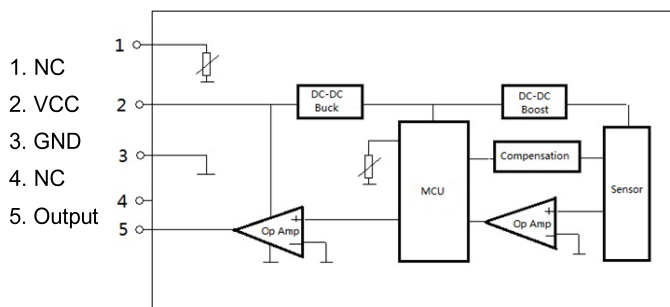 1. NC
2. VCC
3. GND
4. NC
5. Output
1
2
3
4
5
DC-DC
Buck
DC-DC
Boost
Compensation
MCU
Sensor
+
Op Amp
−
+
Op Amp
−